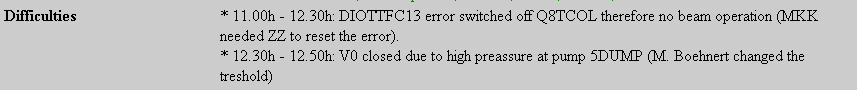 Difficulties * 11.00h - 12.30h: DIOTTFC13 error switched off Q8TCOL therefore no beam operation (MKK
needed ZZ to reset the error).
* 12.30h - 12.50h: V0 closed due to high preassure at pump 5DUMP (M. Boehnert changed the
treshold)